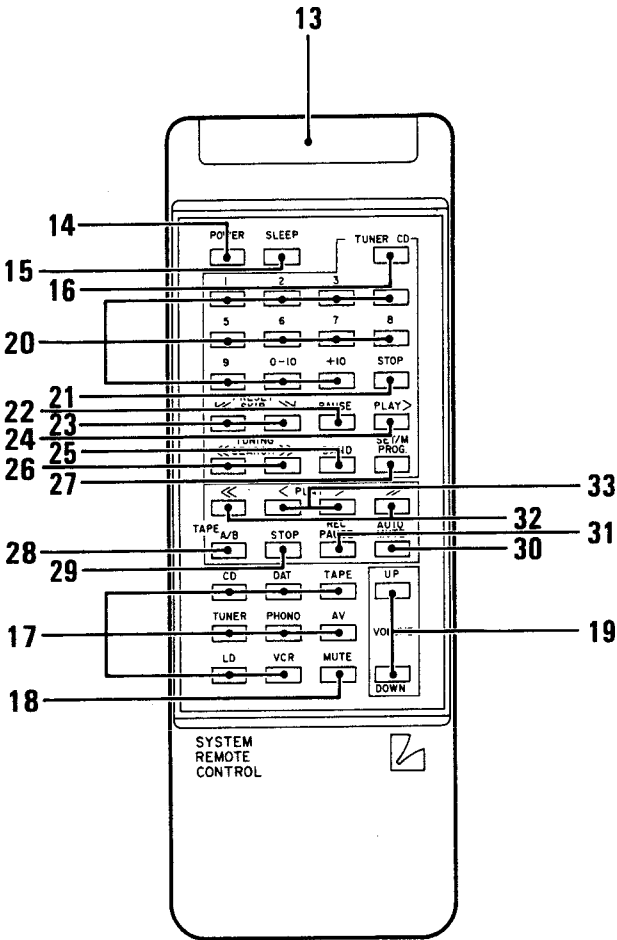 13
14
POWER SLEEP TUNER CD
15
16
1 2 3
5 6 7 8
20
9 0-10 +10 STOP
21
PRESET
22 PAUSE PLAY>
23
24 TUNING SET/M
25 PROG.
26
27
<< < > 33
32
TAPE A/B STOP REC AUTO 31
28 30
29
CD DAT TAPE UP
TUNER PHONO AV
17 19
LD VCR MUTE
18 DOWN
SYSTEM
REMOTE
CONTROL